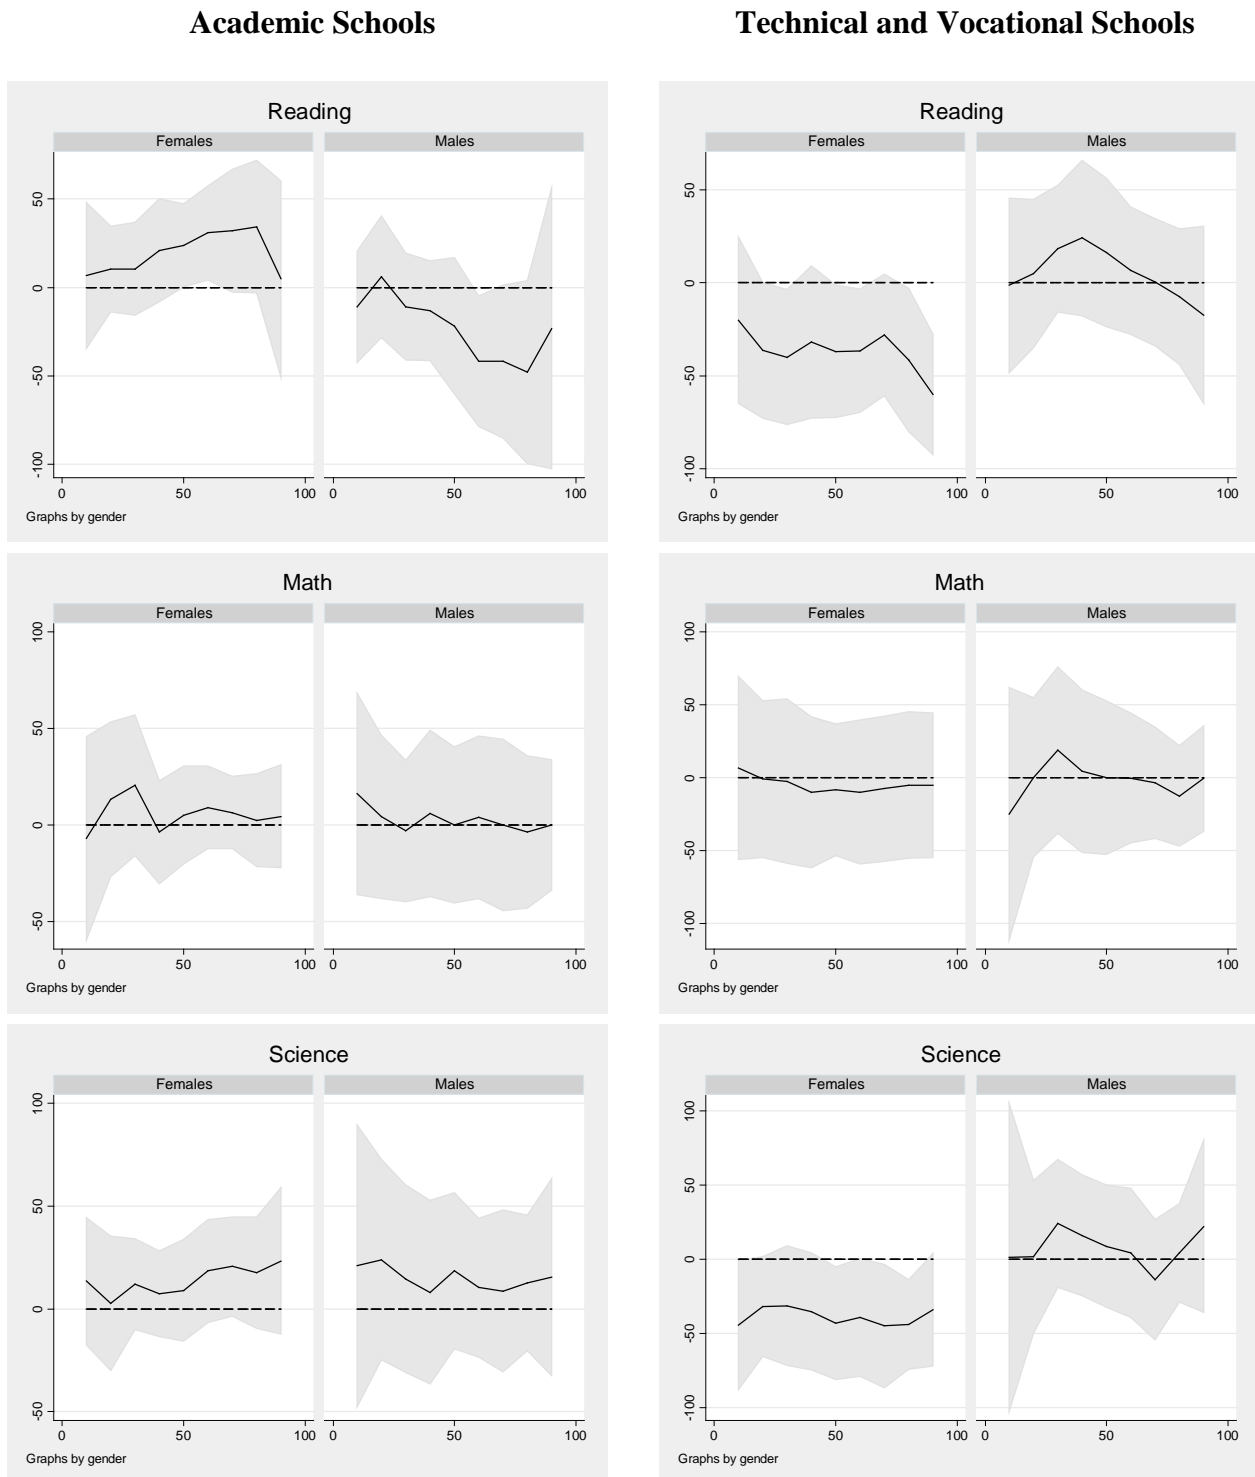 Academic Schools
Technical and Vocational Schools
Reading
Females Males
50
0
-50
-100
0 50 100 0 50 100
Graphs by gender
Reading
Females Males
50
0
-50
-100
0 50 100 0 50 100
Graphs by gender
Math
Females Males
100
50
0
-50
0 50 100 0 50 100
Graphs by gender
Math
Females Males
100
50
0
-50
-100
0 50 100 0 50 100
Graphs by gender
Science
Females Males
100
50
0
-50
0 50 100 0 50 100
Graphs by gender
Science
Females Males
100
50
0
-50
-100
0 50 100 0 50 100
Graphs by gender